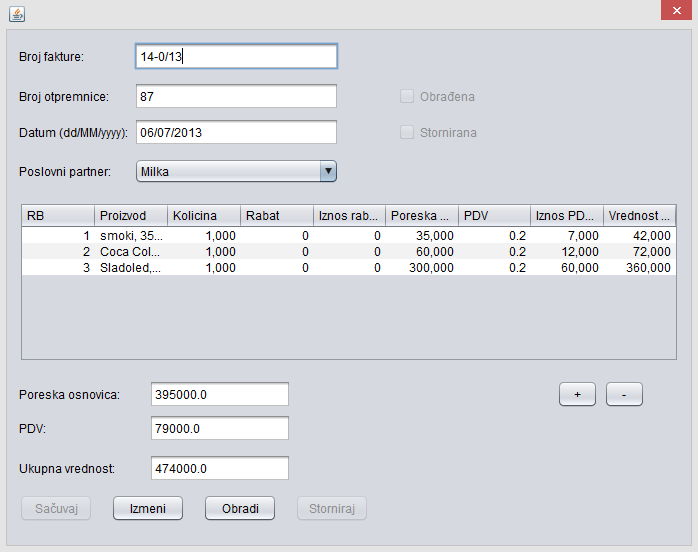 Broj fakture: 14-0/13
Broj otpremnice: 87
Obrađena
Datum (dd/MM/yyyy): 06/07/2013
Stornirana
Poslovni partner: Milka
RB Proizvod Kolicina Rabat Iznos rab... Poreska ... PDV Iznos PD... Vrednost ...
1 smoki, 35... 1,000 0 0 35,000 0.2 7,000 42,000
2 Coca Col... 1,000 0 0 60,000 0.2 12,000 72,000
3 Sladoled,... 1,000 0 0 300,000 0.2 60,000 360,000
Poreska osnovica: 395000.0
+ -
PDV: 79000.0
Ukupna vrednost: 474000.0
Sačuvaj Izmeni Obradi Storniraj